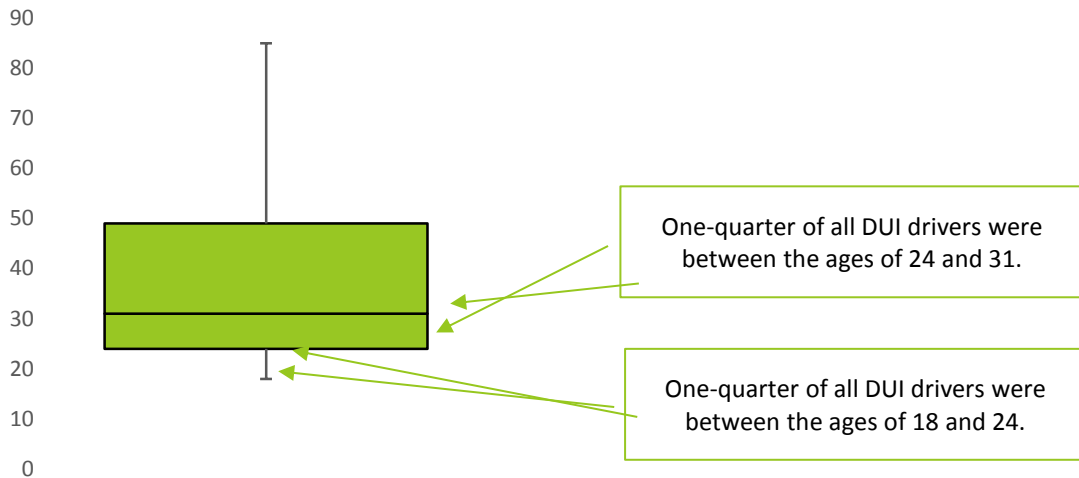 90
80
70
60
50
40
30
20
10
0
One-quarter of all DUI drivers were
between the ages of 24 and 31.
One-quarter of all DUI drivers were
between the ages of 18 and 24.